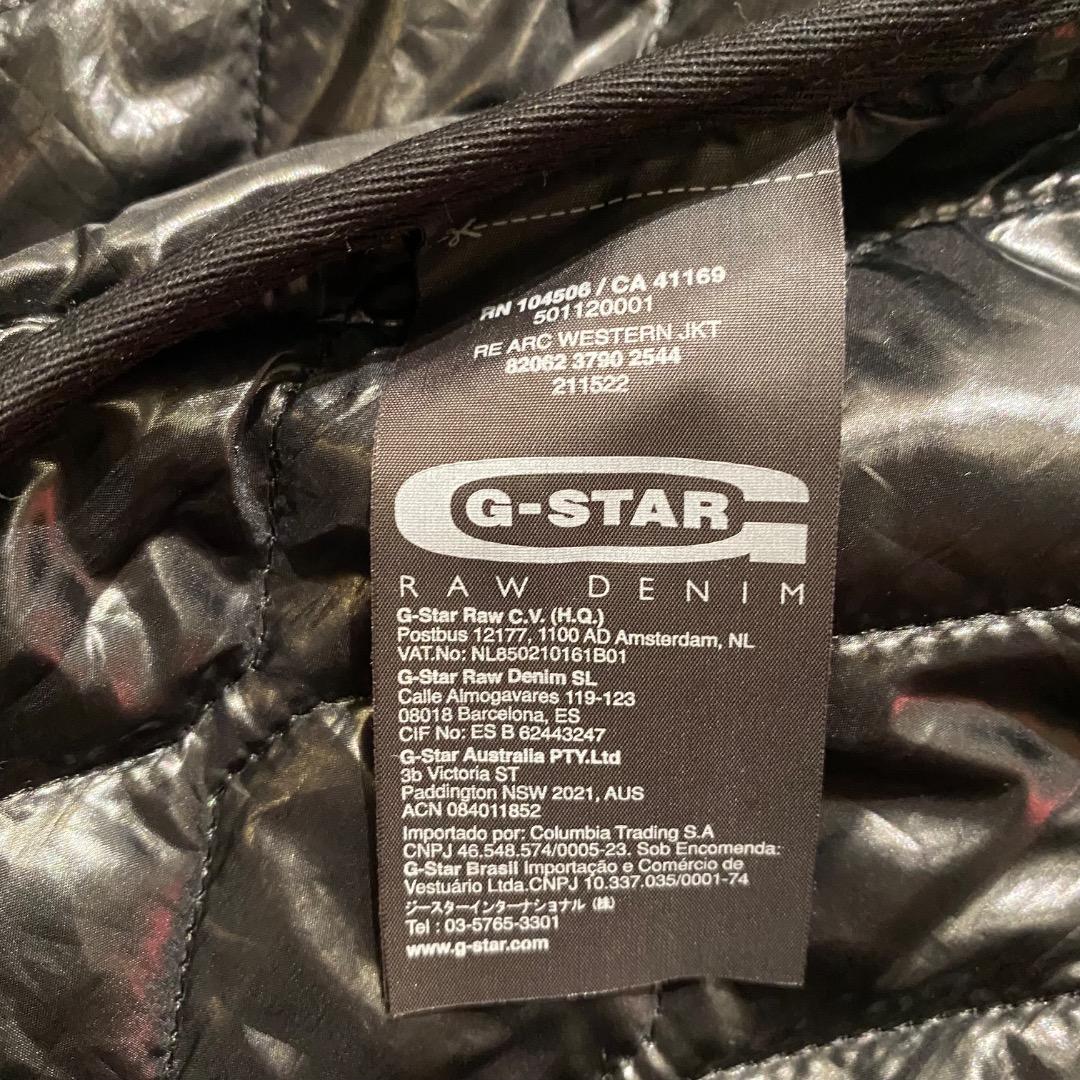 RN 104506 / CA 41169
501120001
RE ARC WESTERN JKT
82062 3790 2544
211522
G-STAR
RAW DENIM
G-Star Raw C.V. (H.Q.)
Postbus 12177, 1100 AD Amsterdam, NL
VAT.No: NL850210161B01
G-Star Raw Denim SL
Calle Almogavares 119-123
08018 Barcelona, ES
CIF No: ES B 62443247
G-Star Australia PTY.Ltd
3b Victoria ST
Paddington NSW 2021, AUS
ACN 084011852
Importado por: Columbia Trading S.A
CNPJ 46.548.574/0005-23. Sob Encomenda:
G-Star Brasil Importação e Comércio de
Vestuário Ltda.CNPJ 10.337.035/0001-74
ジースターインターナショナル (株)
Tel : 03-5765-3301
www.g-star.com